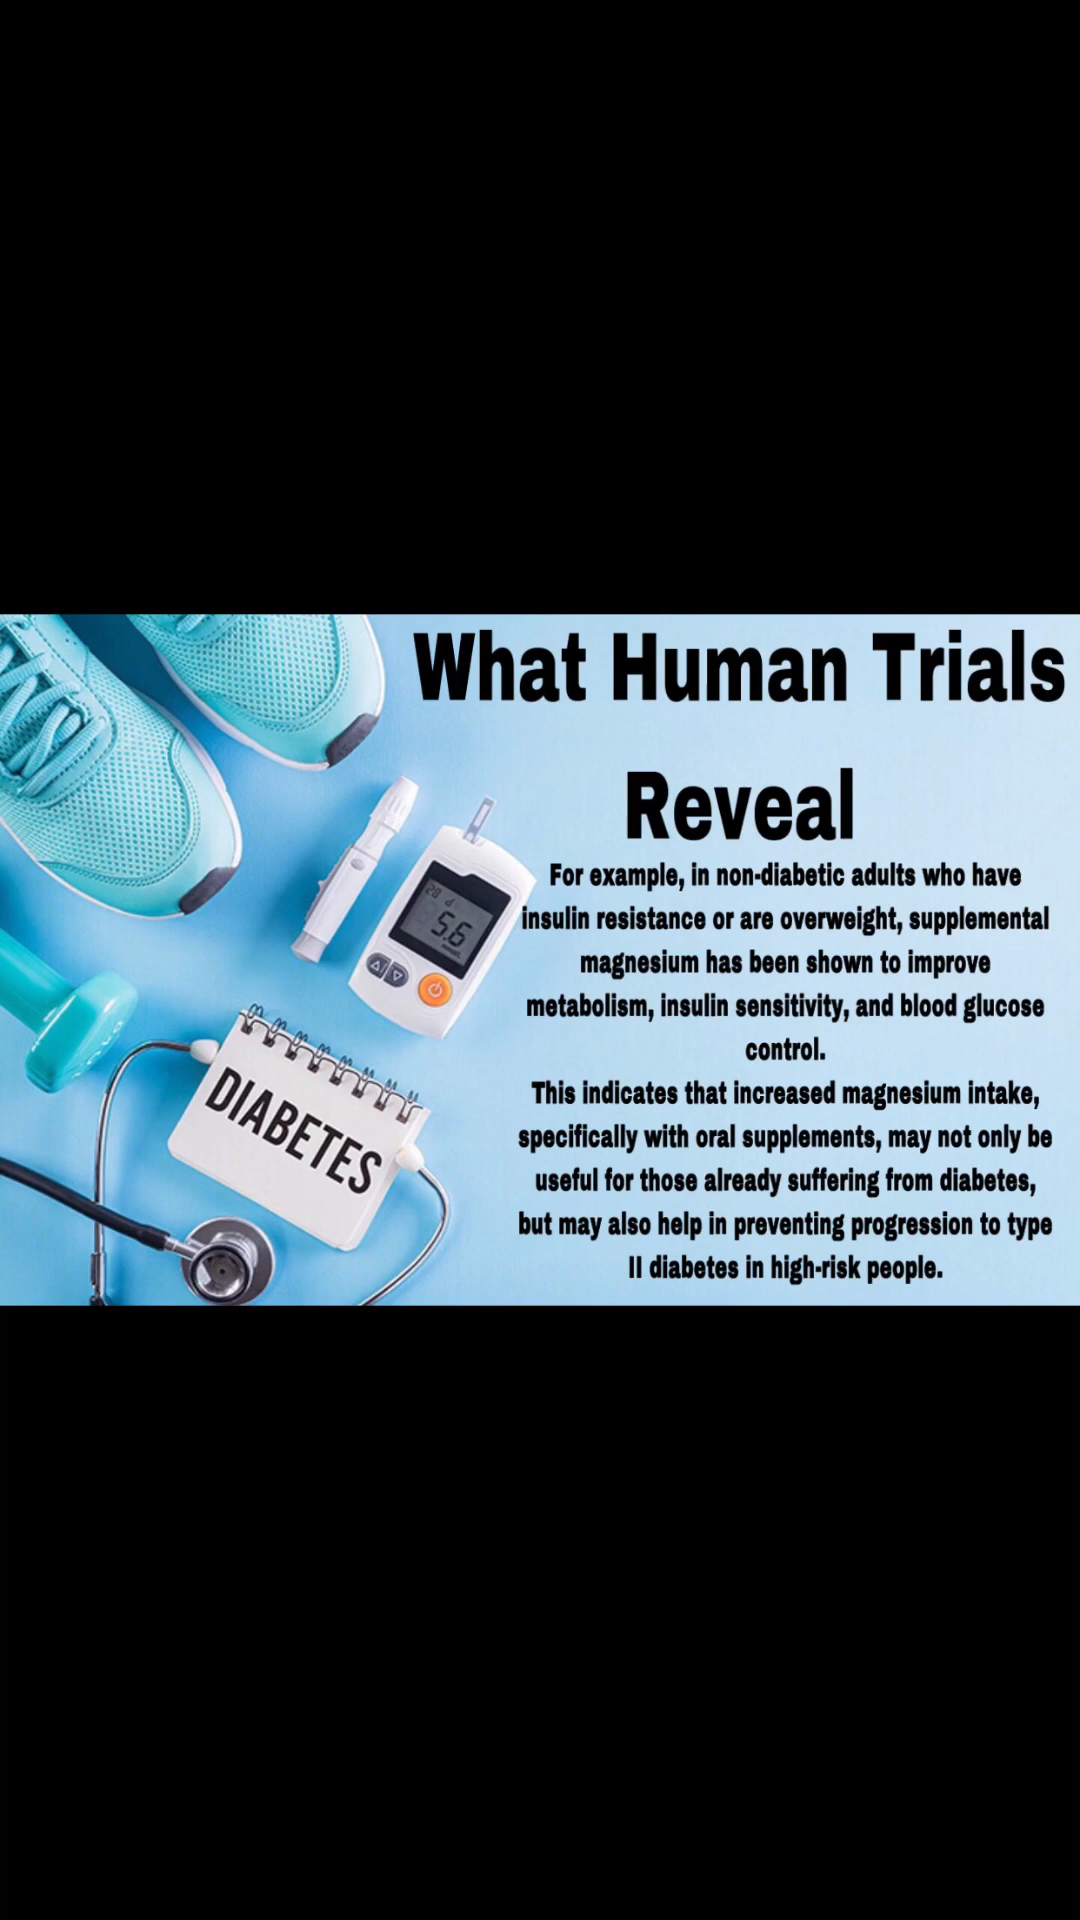 What Human Trials
Reveal
For example, in non-diabetic adults who have
insulin resistance or are overweight, supplemental
magnesium has been shown to improve
metabolism, insulin sensitivity, and blood glucose
control.
This indicates that increased magnesium intake,
specifically with oral supplements, may not only be
useful for those already suffering from diabetes,
but may also help in preventing progression to type
II diabetes in high-risk people.
5.6
DIABETES